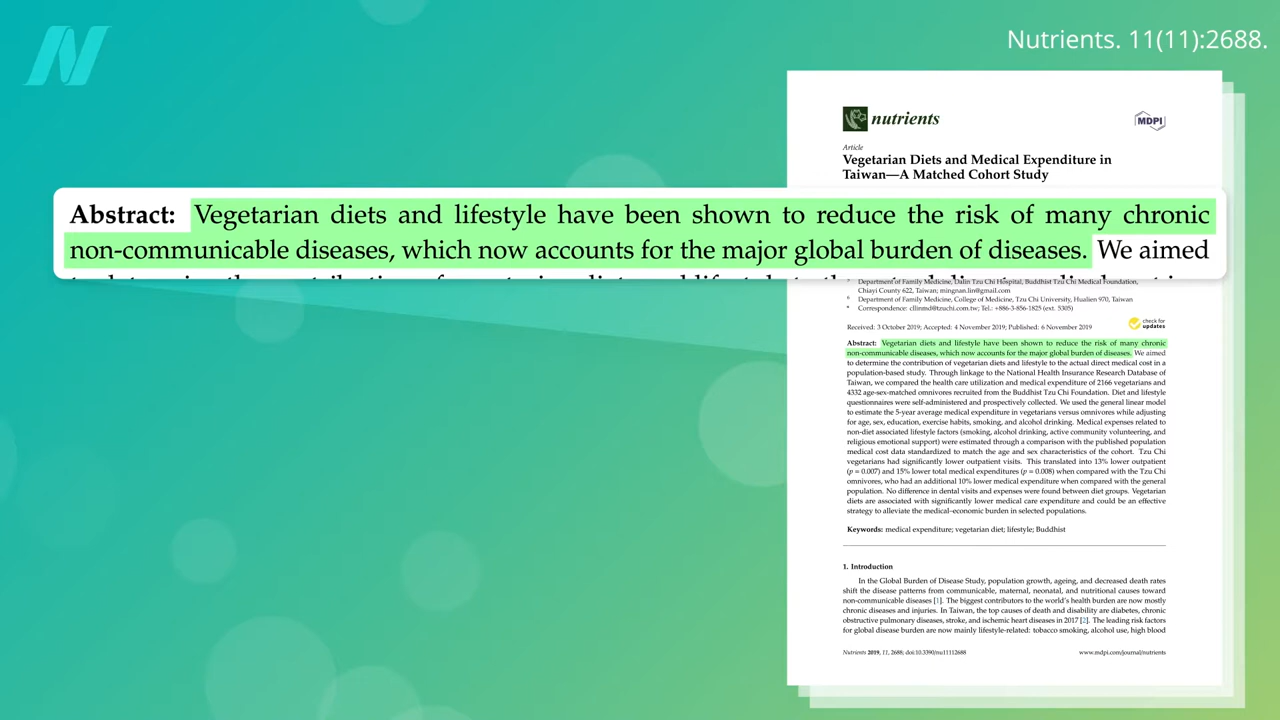 Nutrients. 11(11):2688.
nutrients
MDPI
Article
Vegetarian Diets and Medical Expenditure in
Taiwan—A Matched Cohort Study
Abstract: Vegetarian diets and lifestyle have been shown to reduce the risk of many chronic
non-communicable diseases, which now accounts for the major global burden of diseases. We aimed
Department of Family Medicine, Dalin Tzu Chi Hospital, Buddhist Tzu Chi Medical Foundation,
Chiayi County 622, Taiwan; mingnan.lin@gmail.com
6 Department of Family Medicine, College of Medicine, Tzu Chi University, Hualien 970, Taiwan
* Correspondence: cllinmd@tzuchi.com.tw; Tel.: +886-3-856-1825 (ext. 5305)
check for
updates
Received: 3 October 2019; Accepted: 4 November 2019; Published: 6 November 2019
Abstract: Vegetarian diets and lifestyle have been shown to reduce the risk of many chronic
non-communicable diseases, which now accounts for the major global burden of diseases. We aimed
to determine the contribution of vegetarian diets and lifestyle to the actual direct medical cost in a
population-based study. Through linkage to the National Health Insurance Research Database of
Taiwan, we compared the health care utilization and medical expenditure of 2166 vegetarians and
4332 age-sex-matched omnivores recruited from the Buddhist Tzu Chi Foundation. Diet and lifestyle
questionnaires were self-administered and prospectively collected. We used the general linear model
to estimate the 5-year average medical expenditure in vegetarians versus omnivores while adjusting
for age, sex, education, exercise habits, smoking, and alcohol drinking. Medical expenses related to
non-diet associated lifestyle factors (smoking, alcohol drinking, active community volunteering, and
religious emotional support) were estimated through a comparison with the published population
medical cost data standardized to match the age and sex characteristics of the cohort. Tzu Chi
vegetarians had significantly lower outpatient visits. This translated into 13% lower outpatient
(p = 0.007) and 15% lower total medical expenditures (p = 0.008) when compared with the Tzu Chi
omnivores, who had an additional 10% lower medical expenditure when compared with the general
population. No difference in dental visits and expenses were found between diet groups. Vegetarian
diets are associated with significantly lower medical care expenditure and could be an effective
strategy to alleviate the medical–economic burden in selected populations.
Keywords: medical expenditure; vegetarian diet; lifestyle; Buddhist
1. Introduction
In the Global Burden of Disease Study, population growth, ageing, and decreased death rates
shift the disease patterns from communicable, maternal, neonatal, and nutritional causes toward
non-communicable diseases [1]. The biggest contributors to the world's health burden are now mostly
chronic diseases and injuries. In Taiwan, the top causes of death and disability are diabetes, chronic
obstructive pulmonary diseases, stroke, and ischemic heart diseases in 2017 [2]. The leading risk factors
for global disease burden are now mainly lifestyle-related: tobacco smoking, alcohol use, high blood
Nutrients 2019, 11, 2688; doi:10.3390/nu11112688
www.mdpi.com/journal/nutrients